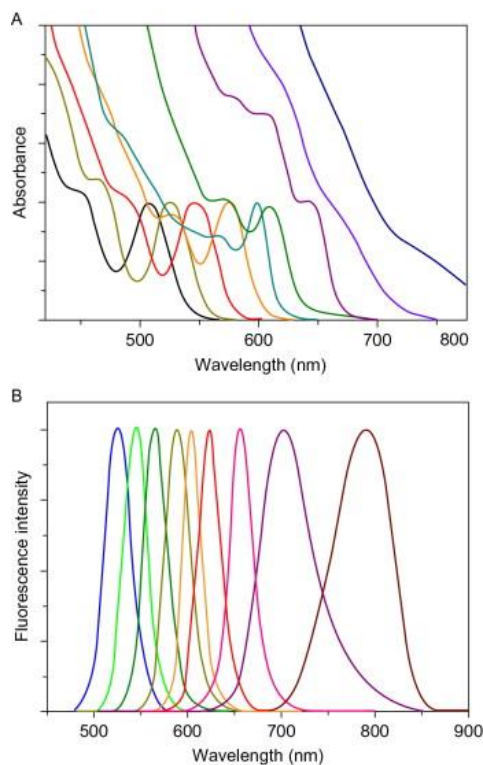 A
Absorbance
500 600 700 800
Wavelength (nm)
B
Fluorescence intensity
500 600 700 800 900
Wavelength (nm)